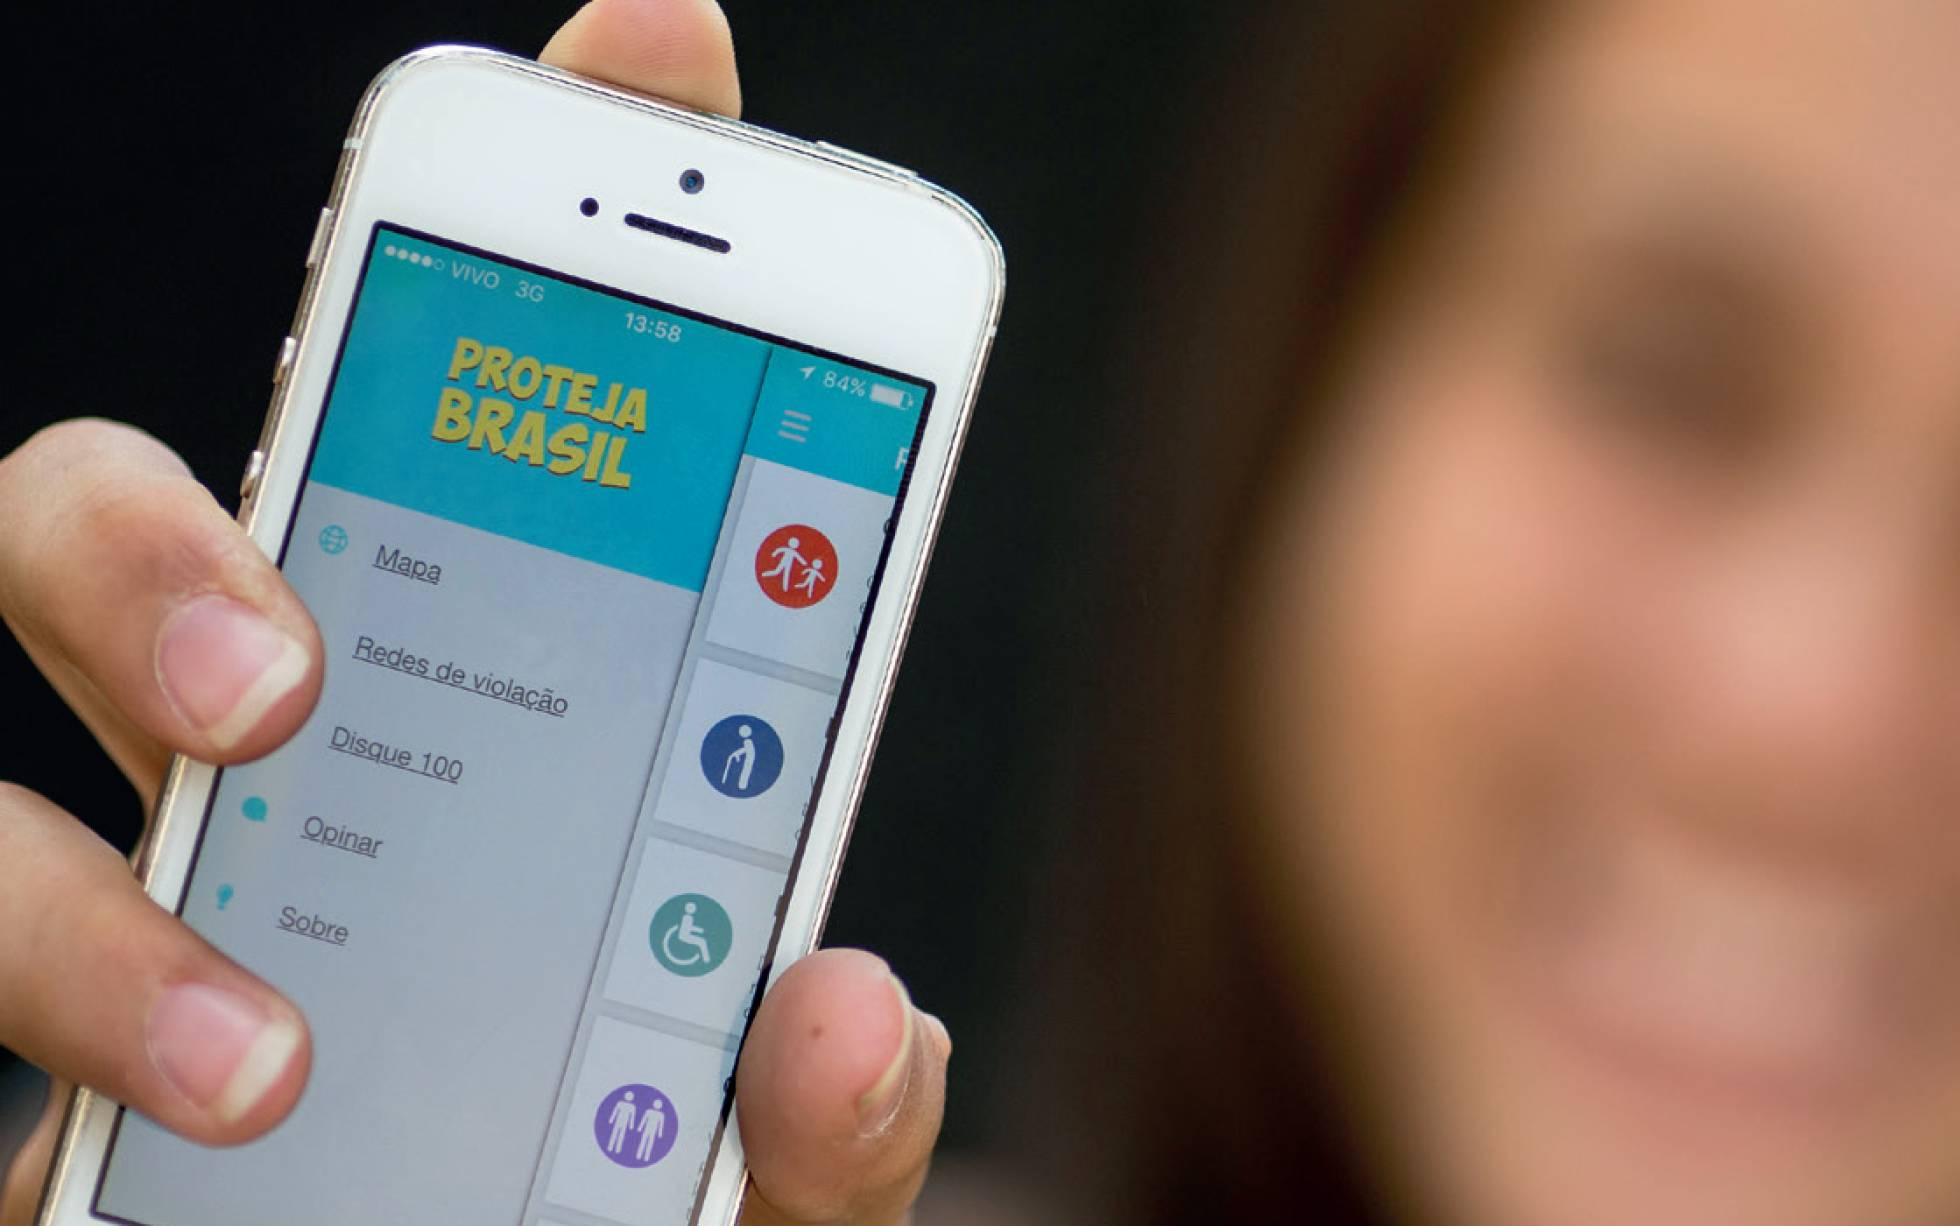 VIVO 3G
13:58
84%
PROTEJA
BRASIL
Mapa
Redes de violação
Disque 100
Opinar
Sobre